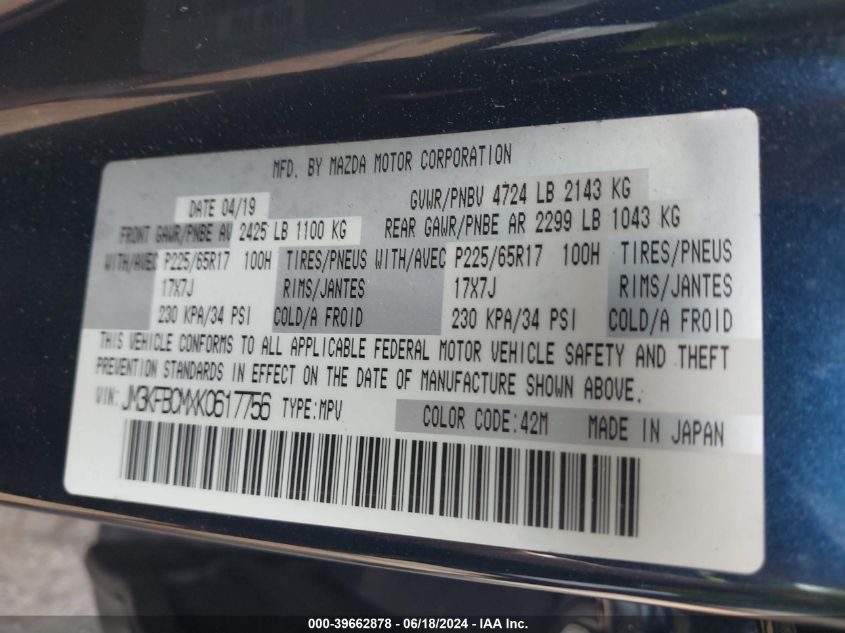 MFD. BY MAZDA MOTOR CORPORATION
DATE 04/19 GVWR/PNBV 4724 LB 2143 KG
FRONT GAWR/PNBE AV 2425 LB 1100 KG REAR GAWR/PNBE AR 2299 LB 1043 KG
WITH/AVEC P225/65R17 100H TIRES/PNEUS WITH/AVEC P225/65R17 100H TIRES/PNEUS
17X7J RIMS/JANTES 17X7J RIMS/JANTES
230 KPA/34 PSI COLD/A FROID 230 KPA/34 PSI COLD/A FROID
THIS VEHICLE CONFORMS TO ALL APPLICABLE FEDERAL MOTOR VEHICLE SAFETY AND THEFT
PREVENTION STANDARDS IN EFFECT ON THE DATE OF MANUFACTURE SHOWN ABOVE.
VIN: JM3KFBCMXK0617756 TYPE:MPV COLOR CODE:42M MADE IN JAPAN
000-39662878 - 06/18/2024 - IAA Inc.